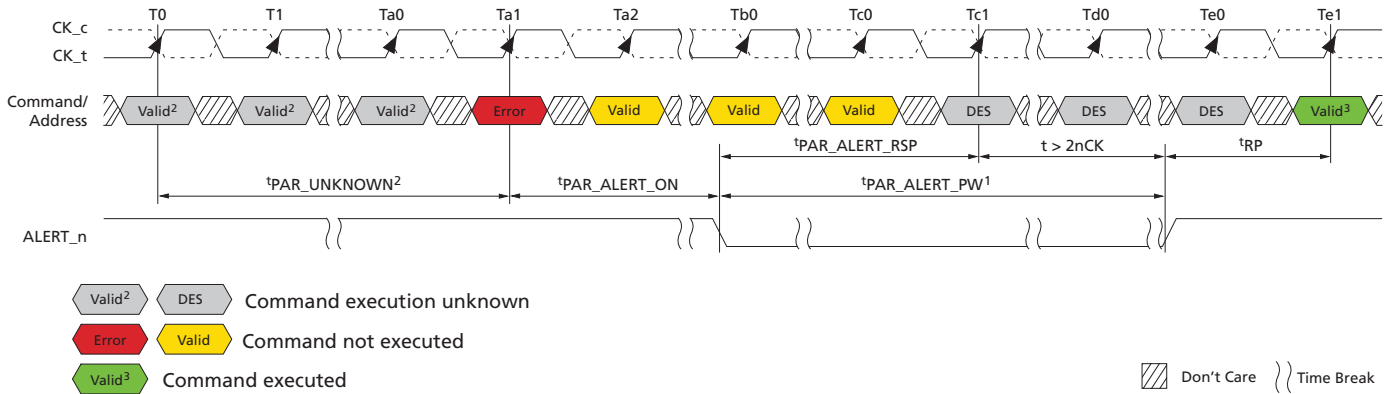 T0 T1 Ta0 Ta1 Ta2 Tb0 Tc0 Tc1 Td0 Te0 Te1
CK_c
CK_t
Command/
Address
Valid² Valid² Valid² Error Valid Valid Valid DES DES DES Valid³
tPAR_ALERT_RSP t > 2nCK tRP
tPAR_UNKNOWN² tPAR_ALERT_ON tPAR_ALERT_PW¹
ALERT_n
Valid² DES Command execution unknown
Error Valid Command not executed
Valid³ Command executed
Don't Care Time Break